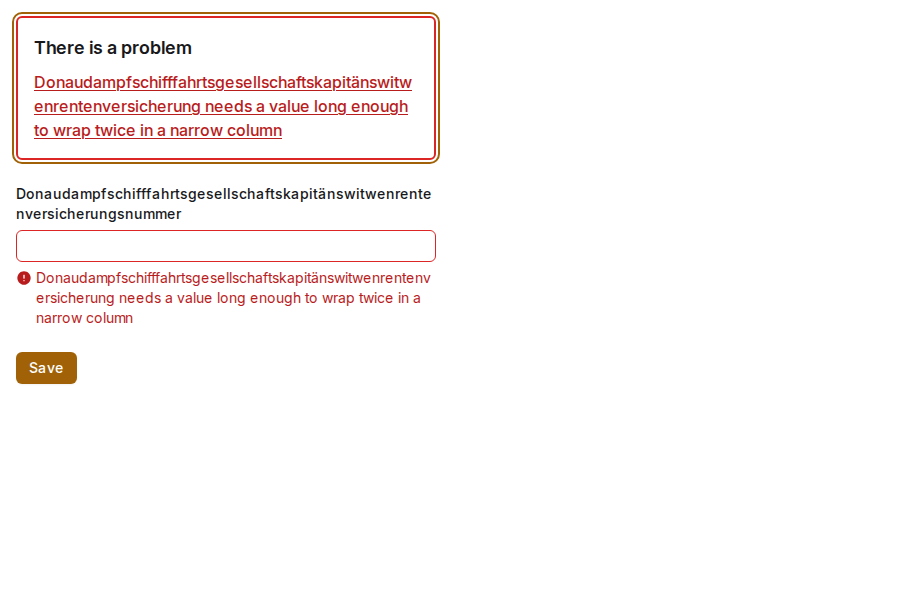 There is a problem
Donaudampfschifffahrtsgesellschaftskapitänswitw
enrentenversicherung needs a value long enough
to wrap twice in a narrow column
Donaudampfschifffahrtsgesellschaftskapitänswitwenrente
nversicherungsnummer
Donaudampfschifffahrtsgesellschaftskapitänswitwenrentenv
ersicherung needs a value long enough to wrap twice in a
narrow column
Save